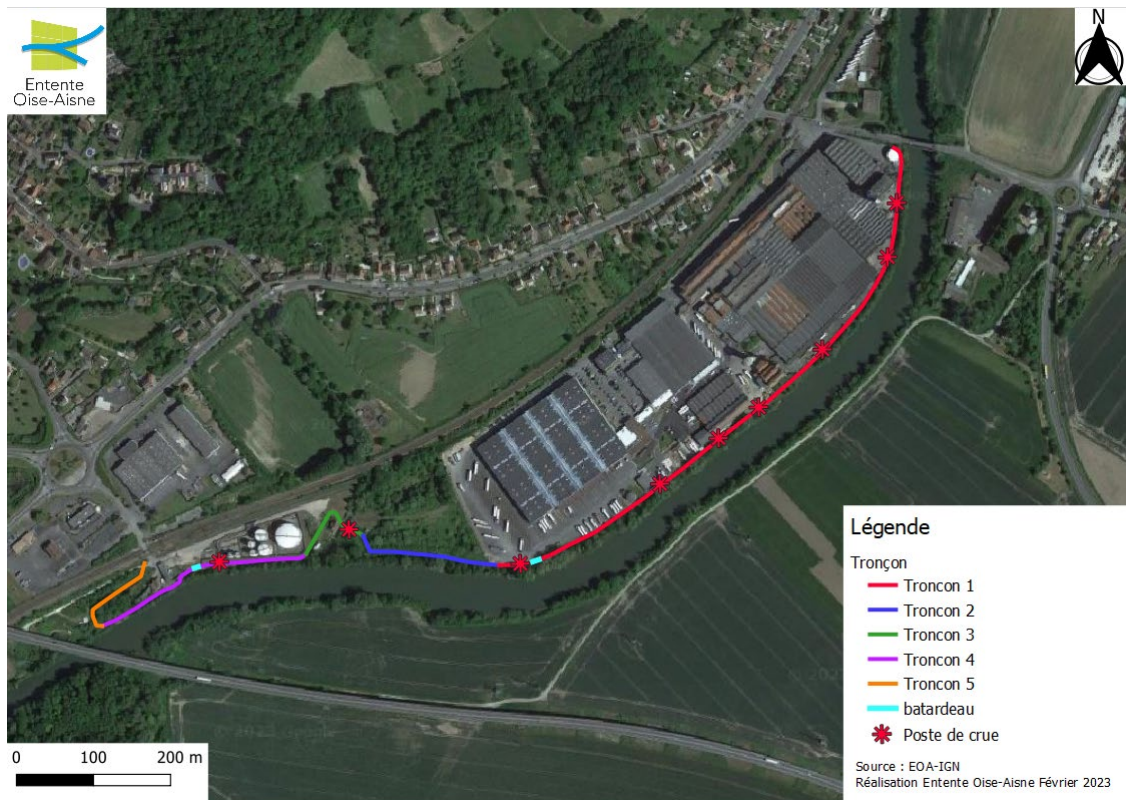 Entente
Oise-Aisne
N
Légende
Tronçon
Troncon 1
Troncon 2
Troncon 3
Troncon 4
Troncon 5
batardeau
Poste de crue
Source : EOA-IGN
Réalisation Entente Oise-Aisne Février 2023
0 100 200 m